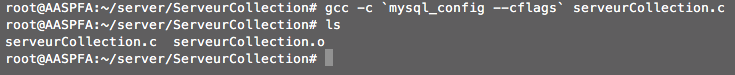 root@AASPFA:~/server/ServeurCollection# gcc -c `mysql_config --cflags` serveurCollection.c
root@AASPFA:~/server/ServeurCollection# ls
serveurCollection.c  serveurCollection.o
root@AASPFA:~/server/ServeurCollection#